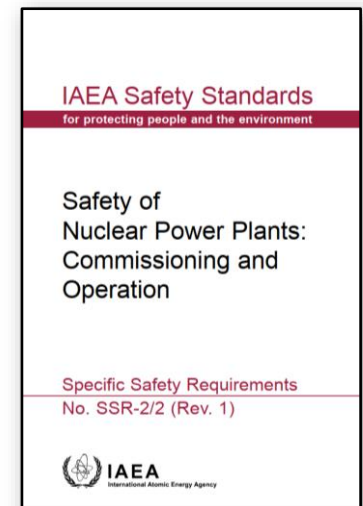 IAEA Safety Standards
for protecting people and the environment
Safety of
Nuclear Power Plants:
Commissioning and
Operation
Specific Safety Requirements
No. SSR-2/2 (Rev. 1)
IAEA
International Atomic Energy Agency